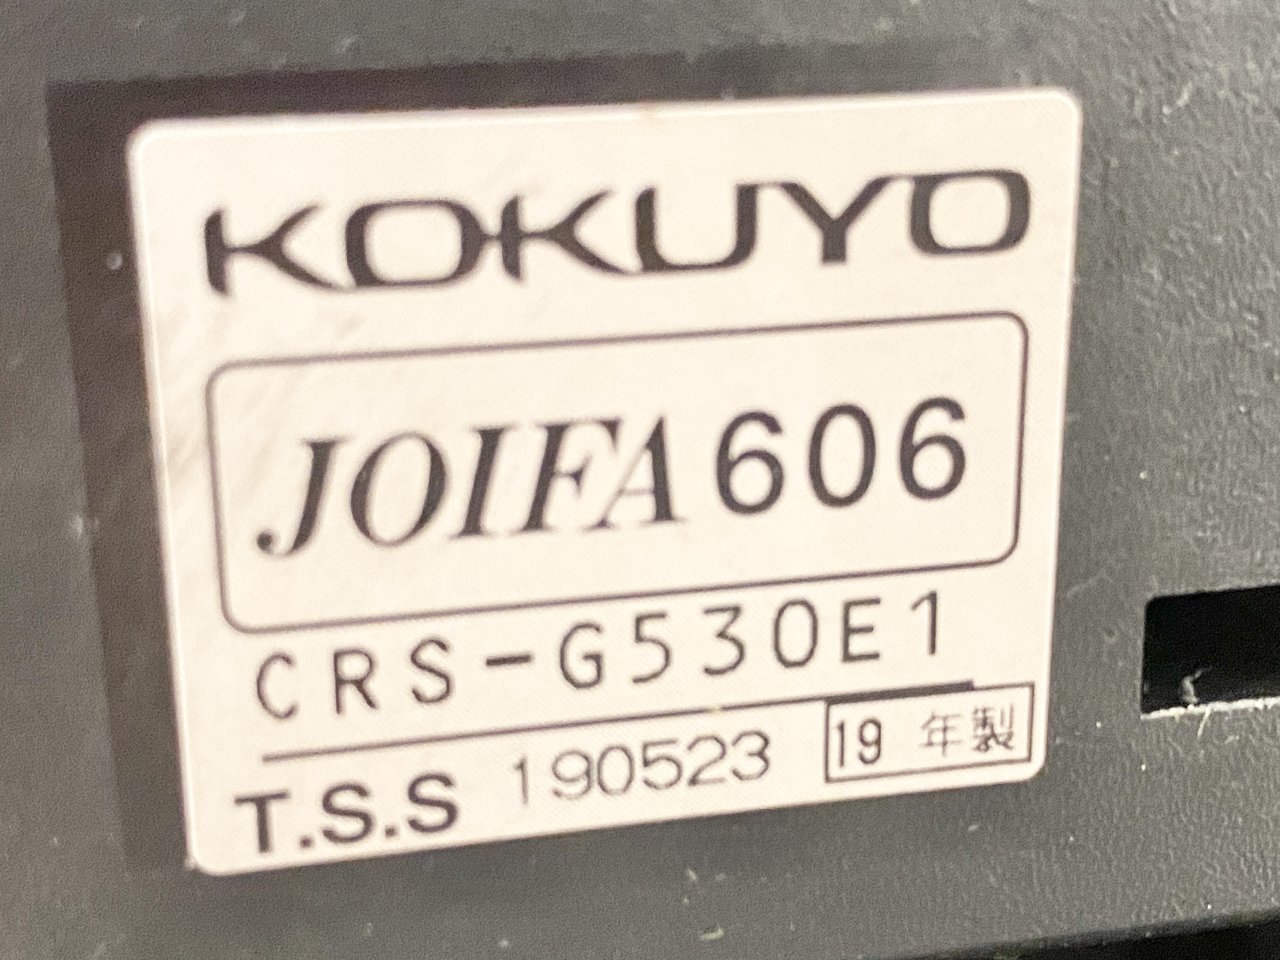 KOKUYO
JOIFA 606
CRS-G530E1
T.S.S 190523 19 年製